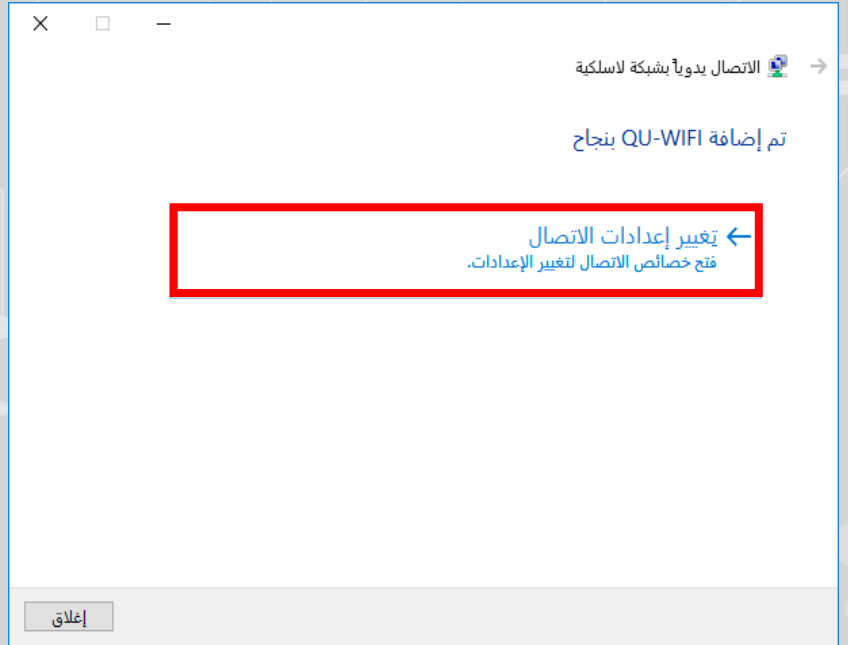 الاتصال يدوياً بشبكة لاسلكية
تم إضافة QU-WIFI بنجاح
تغيير إعدادات الاتصال
فتح خصائص الاتصال لتغيير الإعدادات.
إغلاق